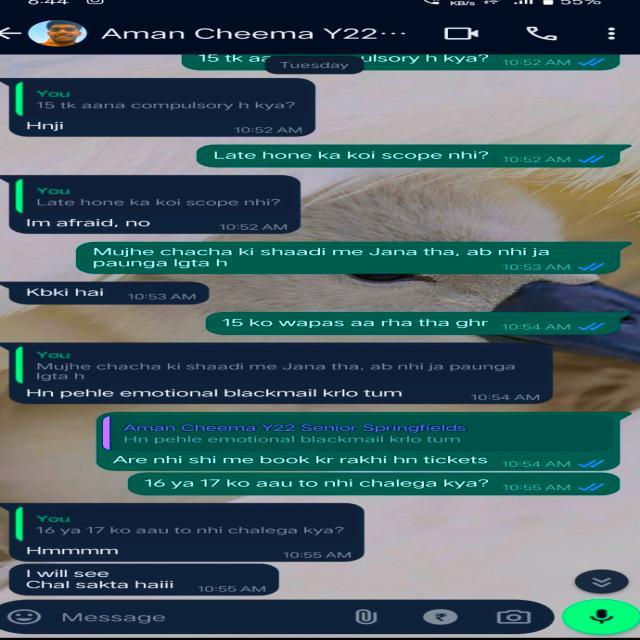 6:44
KB/s
55%
Aman Cheema Y22...
15 tk aana compulsory h kya? 10:52 AM
Tuesday
You
15 tk aana compulsory h kya?
Hnji 10:52 AM
Late hone ka koi scope nhi? 10:52 AM
You
Late hone ka koi scope nhi?
Im afraid, no 10:52 AM
Mujhe chacha ki shaadi me Jana tha, ab nhi ja
paunga lgta h 10:53 AM
Kbki hai 10:53 AM
15 ko wapas aa rha tha ghr 10:54 AM
You
Mujhe chacha ki shaadi me Jana tha, ab nhi ja paunga
lgta h
Hn pehle emotional blackmail krlo tum 10:54 AM
Aman Cheema Y22 Senior Springfields
Hn pehle emotional blackmail krlo tum
Are nhi shi me book kr rakhi hn tickets 10:54 AM
16 ya 17 ko aau to nhi chalega kya? 10:55 AM
You
16 ya 17 ko aau to nhi chalega kya?
Hmmmm 10:55 AM
I will see
Chal sakta haiii 10:55 AM
Message